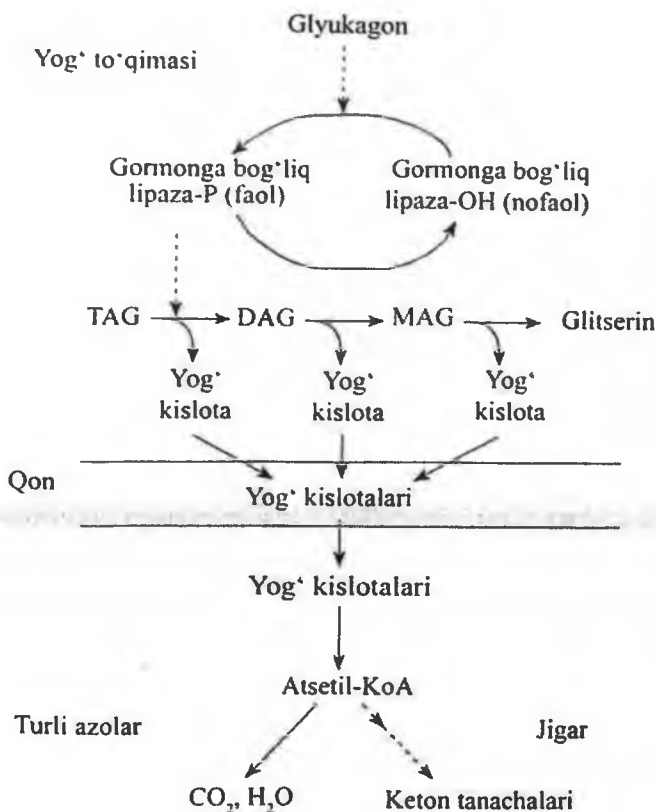 Glyukagon
Yog‘ to‘qimasi
Gormonga bog‘liq
lipaza-P (faol)
Gormonga bog‘liq
lipaza-OH (nofaol)
TAG
DAG
MAG
Glitserin
Yog‘
kislota
Yog‘
kislota
Yog‘
kislota
Qon
Yog‘ kislotalari
Yog‘ kislotalari
Atsetil-KoA
Turli azolar
Jigar
CO₂, H₂O
Keton tanachalari